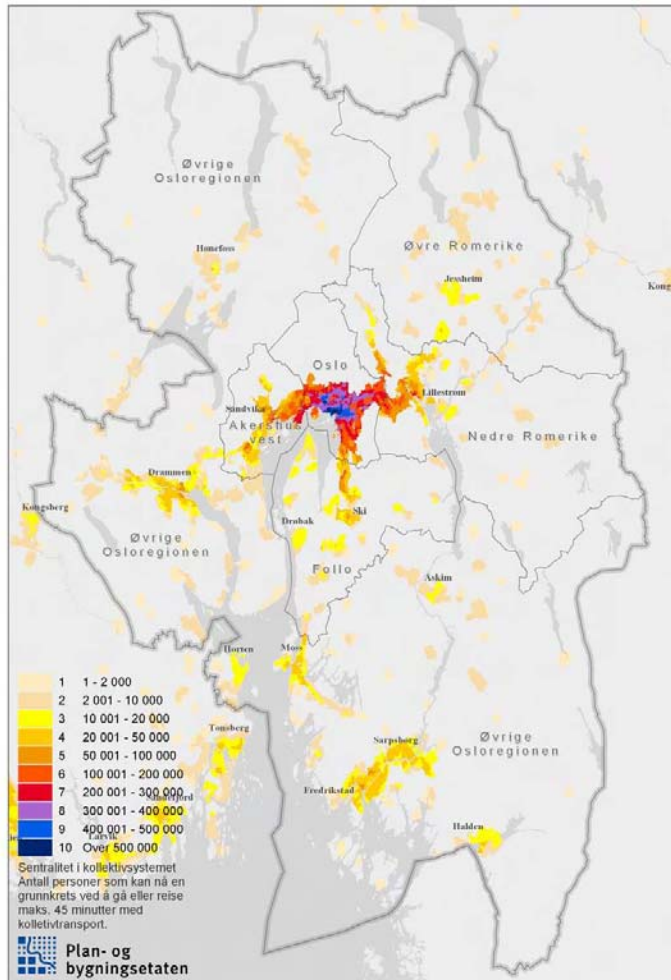 Øvrige
Osloregionen
Hønefoss
Øvre Romerike
Jessheim
Kong
Oslo
Lillestrøm
Sandvika
Akershus
vest
Nedre Romerike
Drammen
Kongsberg
Ski
Drøbak
Øvrige
Osloregionen
Follo
Askim
Horten
Moss
1 1 - 2 000
2 2 001 - 10 000
3 10 001 - 20 000
4 20 001 - 50 000
5 50 001 - 100 000
6 100 001 - 200 000
7 200 001 - 300 000
8 300 001 - 400 000
9 400 001 - 500 000
10 Over 500 000
Tønsberg
Øvrige
Osloregionen
Sarpsborg
Fredrikstad
Sandefjord
Larvik
Halden
Sentralitet i kollektivsystemet
Antall personer som kan nå en
grunnkrets ved å gå eller reise
maks. 45 minutter med
kolletivtransport.
Plan- og
bygningsetaten